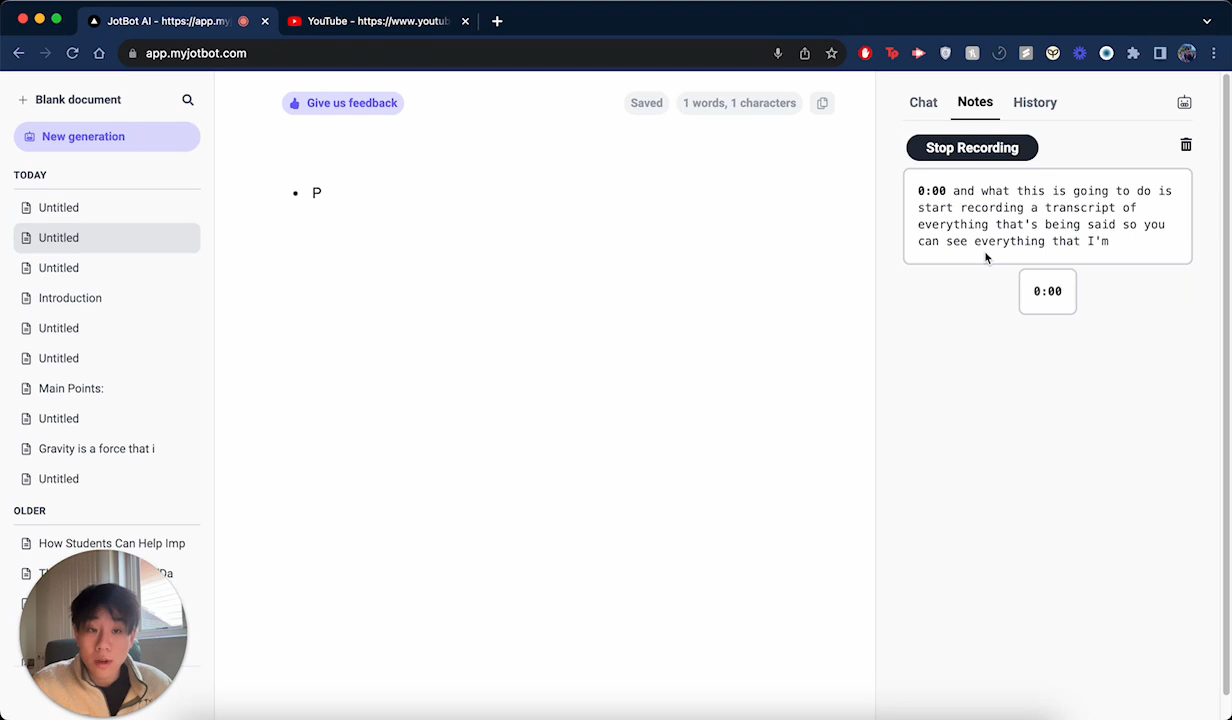 JotBot AI - https://app.my
YouTube - https://www.youtub
app.myjotbot.com
Blank document
New generation
TODAY
Untitled
Untitled
Untitled
Introduction
Untitled
Untitled
Main Points:
Untitled
Gravity is a force that i
Untitled
OLDER
How Students Can Help Imp
Give us feedback
Saved
1 words, 1 characters
• P
Chat
Notes
History
Stop Recording
0:00 and what this is going to do is
start recording a transcript of
everything that's being said so you
can see everything that I'm
0:00